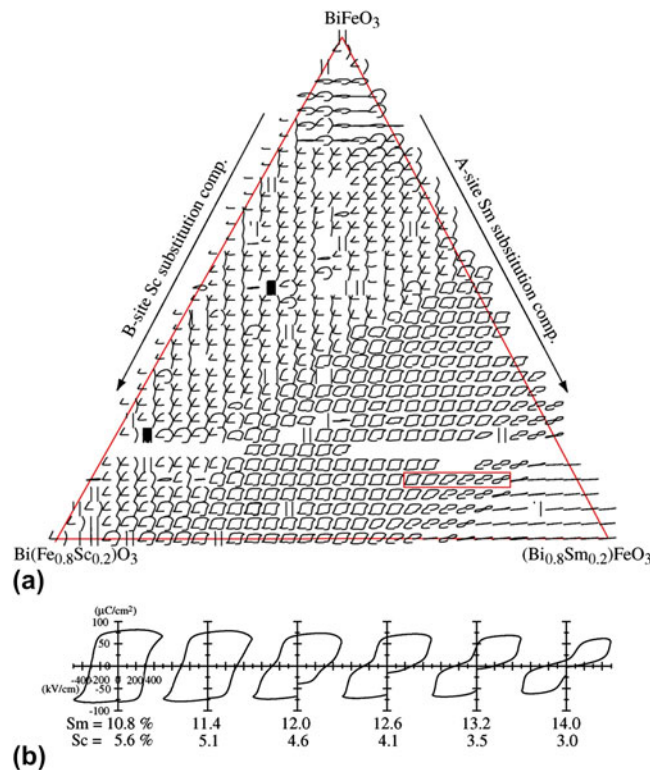 BiFeO₃
B-site Sc substitution comp.
A-site Sm substitution comp.
Bi(Fe₀.₈Sc₀.₂)O₃
(Bi₀.₈Sm₀.₂)FeO₃
(a)
(μC/cm²)
100
50
0
-400 -200 0 200 400
(kV/cm)
-50
-100
Sm = 10.8 % 11.4 12.0 12.6 13.2 14.0
Sc = 5.6 % 5.1 4.6 4.1 3.5 3.0
(b)